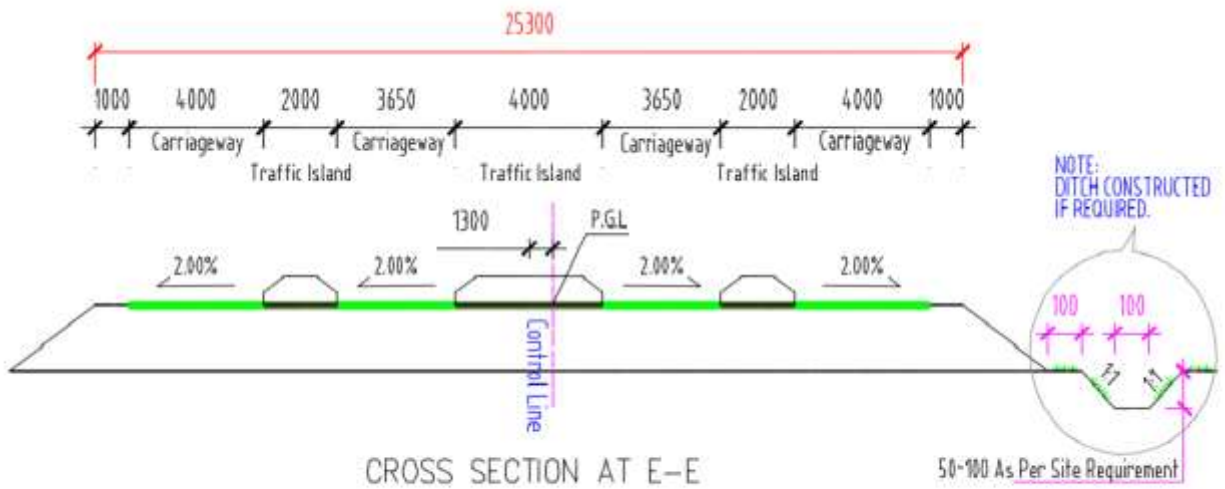 25300
1000 4000 2000 3650 4000 3650 2000 4000 1000
Carriageway Carriageway Carriageway Carriageway
Traffic Island Traffic Island Traffic Island
NOTE:
DITCH CONSTRUCTED
IF REQUIRED.
1300 P.G.L
2.00% 2.00% 2.00% 2.00%
100 100
Control Line
1:1 1:1
CROSS SECTION AT E-E
50-100 As Per Site Requirement